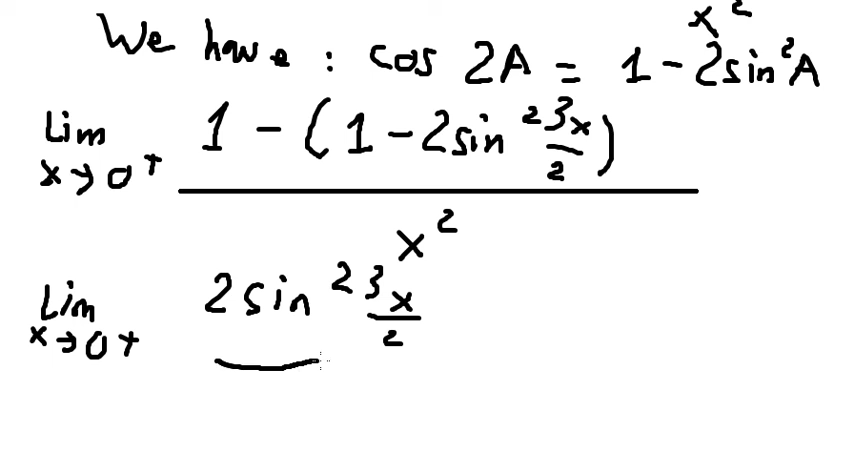 x²
We have : cos 2A = 1 - 2sin²A
Lim x→0⁺ 1 - (1 - 2sin² 3x/2)
x²
Lim x→0+ 2sin² 3x/2